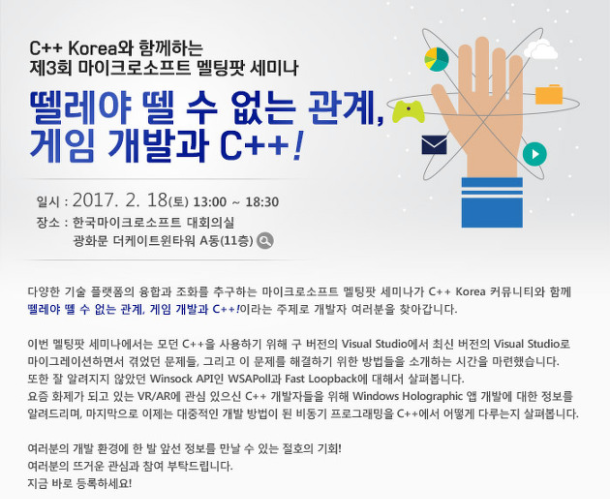 C++ Korea와 함께하는
제3회 마이크로소프트 멜팅팟 세미나
뗄레야 뗄 수 없는 관계,
게임 개발과 C++!
일시 : 2017. 2. 18(토) 13:00 ~ 18:30
장소 : 한국마이크로소프트 대회의실
광화문 더케이트윈타워 A동(11층)
다양한 기술 플랫폼의 융합과 조화를 추구하는 마이크로소프트 멜팅팟 세미나가 C++ Korea 커뮤니티와 함께
뗄레야 뗄 수 없는 관계, 게임 개발과 C++!이라는 주제로 개발자 여러분을 찾아갑니다.
이번 멜팅팟 세미나에서는 모던 C++을 사용하기 위해 구 버전의 Visual Studio에서 최신 버전의 Visual Studio로
마이그레이션하면서 겪었던 문제들, 그리고 이 문제를 해결하기 위한 방법들을 소개하는 시간을 마련했습니다.
또한 잘 알려지지 않았던 Winsock API인 WSAPoll과 Fast Loopback에 대해서 살펴봅니다.
요즘 화제가 되고 있는 VR/AR에 관심 있으신 C++ 개발자들을 위해 Windows Holographic 앱 개발에 대한 정보를
알려드리며, 마지막으로 이제는 대중적인 개발 방법이 된 비동기 프로그래밍을 C++에서 어떻게 다루는지 살펴봅니다.
여러분의 개발 환경에 한 발 앞선 정보를 만날 수 있는 절호의 기회!
여러분의 뜨거운 관심과 참여 부탁드립니다.
지금 바로 등록하세요!